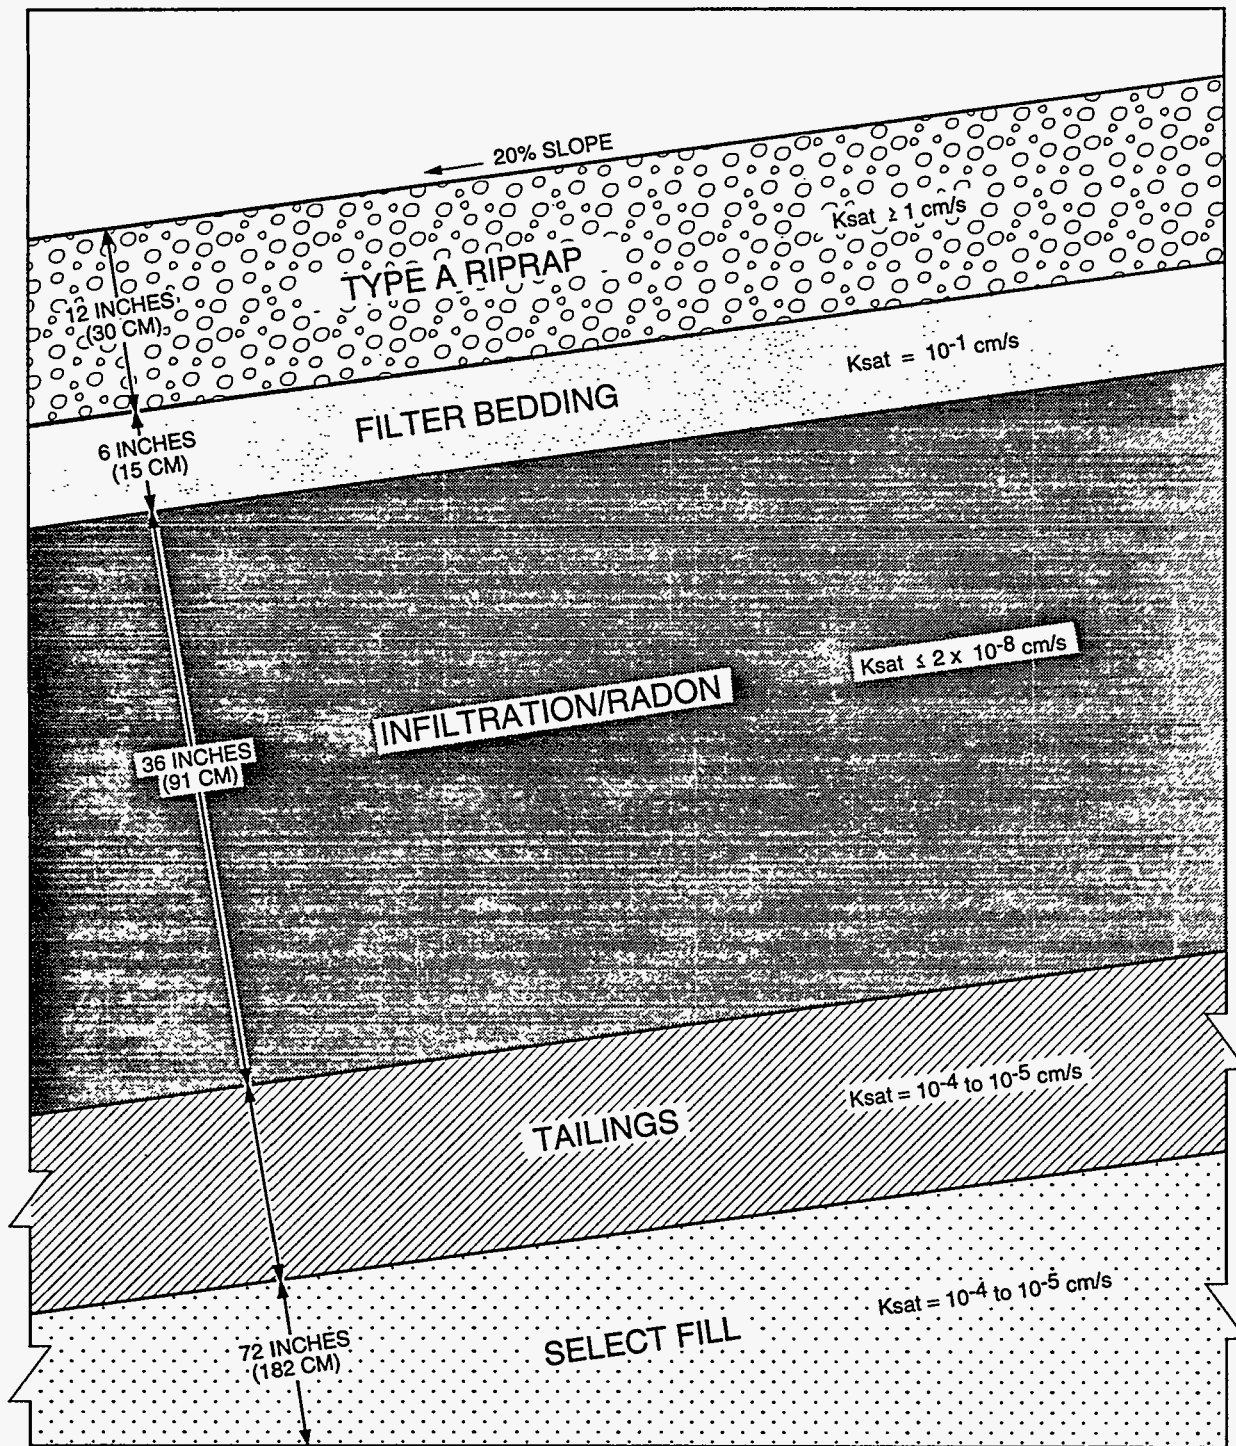 20% SLOPE
Ksat ≥ 1 cm/s
TYPE A RIPRAP
12 INCHES
(30 CM)
Ksat = 10⁻¹ cm/s
FILTER BEDDING
6 INCHES
(15 CM)
Ksat ≤ 2 x 10⁻⁸ cm/s
INFILTRATION/RADON
36 INCHES
(91 CM)
Ksat = 10⁻⁴ to 10⁻⁵ cm/s
TAILINGS
Ksat = 10⁻⁴ to 10⁻⁵ cm/s
SELECT FILL
72 INCHES
(182 CM)